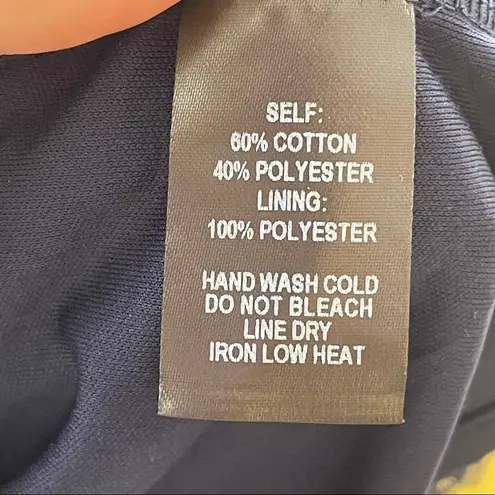 SELF:
60% COTTON
40% POLYESTER
LINING:
100% POLYESTER
HAND WASH COLD
DO NOT BLEACH
LINE DRY
IRON LOW HEAT